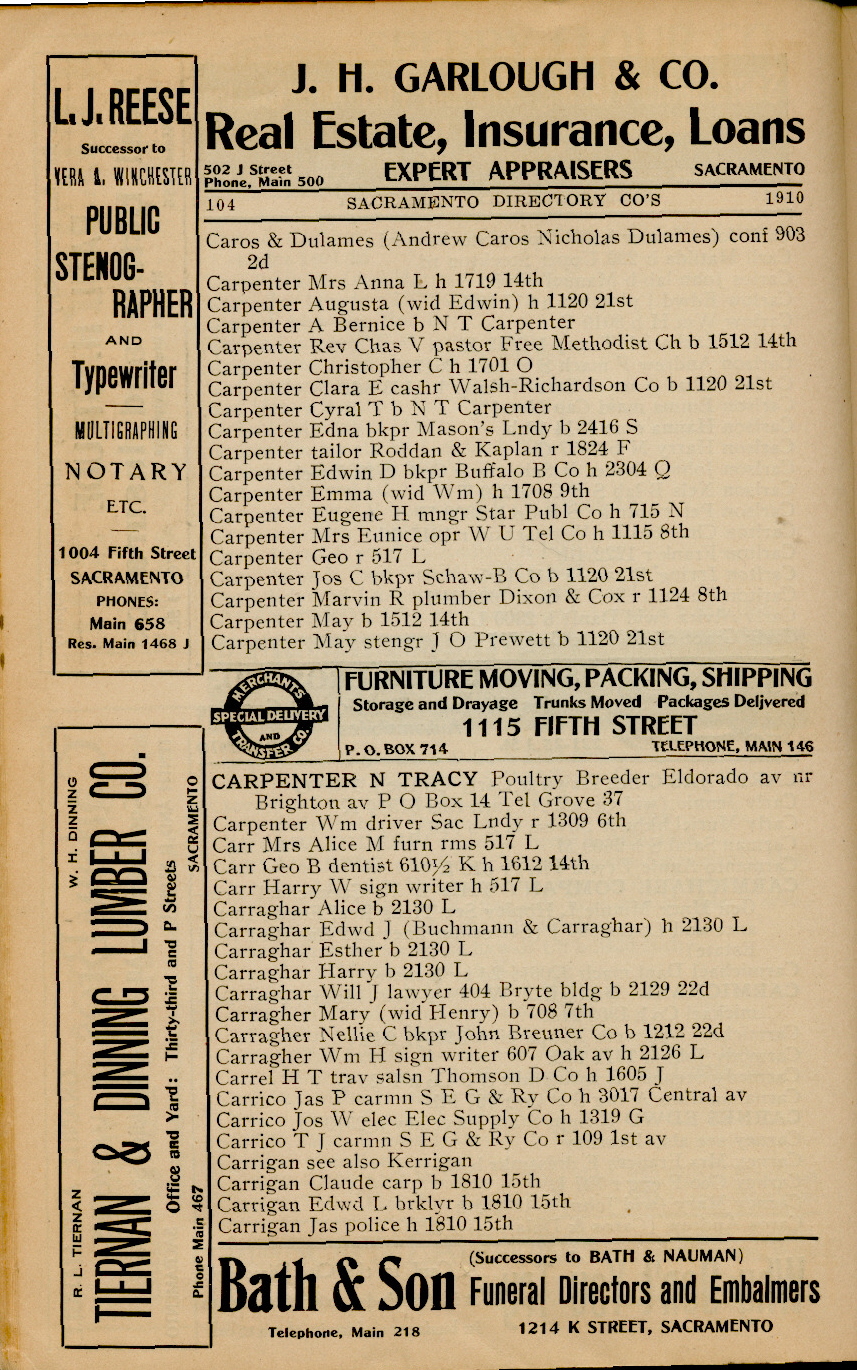 J. H. GARLOUGH & CO.
Real Estate, Insurance, Loans
502 J Street
Phone, Main 500
EXPERT APPRAISERS SACRAMENTO
104 SACRAMENTO DIRECTORY CO'S 1910
L. J. REESE
Successor to
VERA A. WINCHESTER
PUBLIC
STENOG-
RAPHER
AND
Typewriter
MULTIGRAPHING
NOTARY
ETC.
1004 Fifth Street
SACRAMENTO
PHONES:
Main 658
Res. Main 1468 J
Caros & Dulames (Andrew Caros Nicholas Dulames) conf 903
2d
Carpenter Mrs Anna L h 1719 14th
Carpenter Augusta (wid Edwin) h 1120 21st
Carpenter A Bernice b N T Carpenter
Carpenter Rev Chas V pastor Free Methodist Ch b 1512 14th
Carpenter Christopher C h 1701 O
Carpenter Clara E cashr Walsh-Richardson Co b 1120 21st
Carpenter Cyral T b N T Carpenter
Carpenter Edna bkpr Mason's Lndy b 2416 S
Carpenter tailor Roddan & Kaplan r 1824 F
Carpenter Edwin D bkpr Buffalo B Co h 2304 Q
Carpenter Emma (wid Wm) h 1708 9th
Carpenter Eugene H mngr Star Publ Co h 715 N
Carpenter Mrs Eunice opr W U Tel Co h 1115 8th
Carpenter Geo r 517 L
Carpenter Jos C bkpr Schaw-B Co b 1120 21st
Carpenter Marvin R plumber Dixon & Cox r 1124 8th
Carpenter May b 1512 14th
Carpenter May stengr J O Prewett b 1120 21st
MERCHANTS
SPECIAL DELIVERY
AND
TRANSFER CO.
FURNITURE MOVING, PACKING, SHIPPING
Storage and Drayage Trunks Moved Packages Deljvered
1115 FIFTH STREET
P. O. BOX 714 TELEPHONE, MAIN 146
W. H. DINNING
R. L. TIERNAN
TIERNAN & DINNING LUMBER CO.
Office and Yard: Thirty-third and P Streets
Phone Main 467 SACRAMENTO
CARPENTER N TRACY Poultry Breeder Eldorado av nr
Brighton av P O Box 14 Tel Grove 37
Carpenter Wm driver Sac Lndy r 1309 6th
Carr Mrs Alice M furn rms 517 L
Carr Geo B dentist 610½ K h 1612 14th
Carr Harry W sign writer h 517 L
Carraghar Alice b 2130 L
Carraghar Edwd J (Buchmann & Carraghar) h 2130 L
Carraghar Esther b 2130 L
Carraghar Harry b 2130 L
Carraghar Will J lawyer 404 Bryte bldg b 2129 22d
Carragher Mary (wid Henry) b 708 7th
Carragher Nellie C bkpr John Breuner Co b 1212 22d
Carragher Wm H sign writer 607 Oak av h 2126 L
Carrel H T trav salsn Thomson D Co h 1605 J
Carrico Jas P carmn S E G & Ry Co h 3017 Central av
Carrico Jos W elec Elec Supply Co h 1319 G
Carrico T J carmn S E G & Ry Co r 109 1st av
Carrigan see also Kerrigan
Carrigan Claude carp b 1810 15th
Carrigan Edwd L brklyr b 1810 15th
Carrigan Jas police h 1810 15th
Bath & Son
(Successors to BATH & NAUMAN)
Funeral Directors and Embalmers
Telephone, Main 218 1214 K STREET, SACRAMENTO